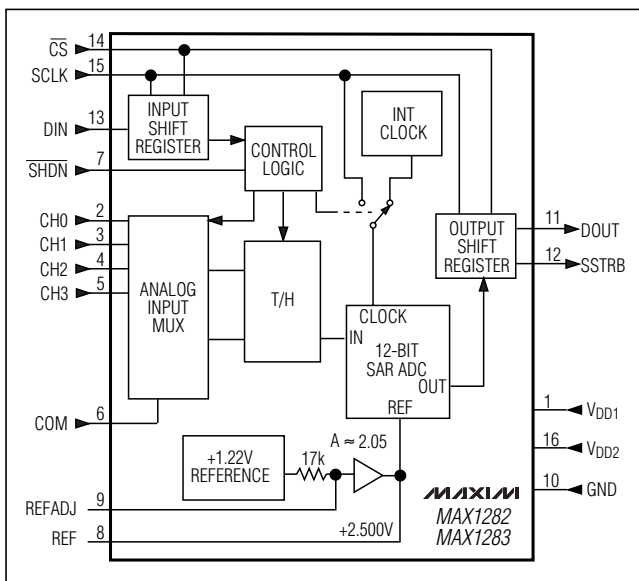 CS 14
SCLK 15
DIN 13
SHDN 7
CH0 2
CH1 3
CH2 4
CH3 5
COM 6
REFADJ 9
REF 8
INPUT
SHIFT
REGISTER
CONTROL
LOGIC
INT
CLOCK
OUTPUT
SHIFT
REGISTER
11 DOUT
12 SSTRB
ANALOG
INPUT
MUX
T/H
CLOCK
IN
12-BIT
SAR ADC
OUT
REF
+1.22V
REFERENCE
17k
A ≈ 2.05
+2.500V
1 VDD1
16 VDD2
10 GND
MAXIM
MAX1282
MAX1283